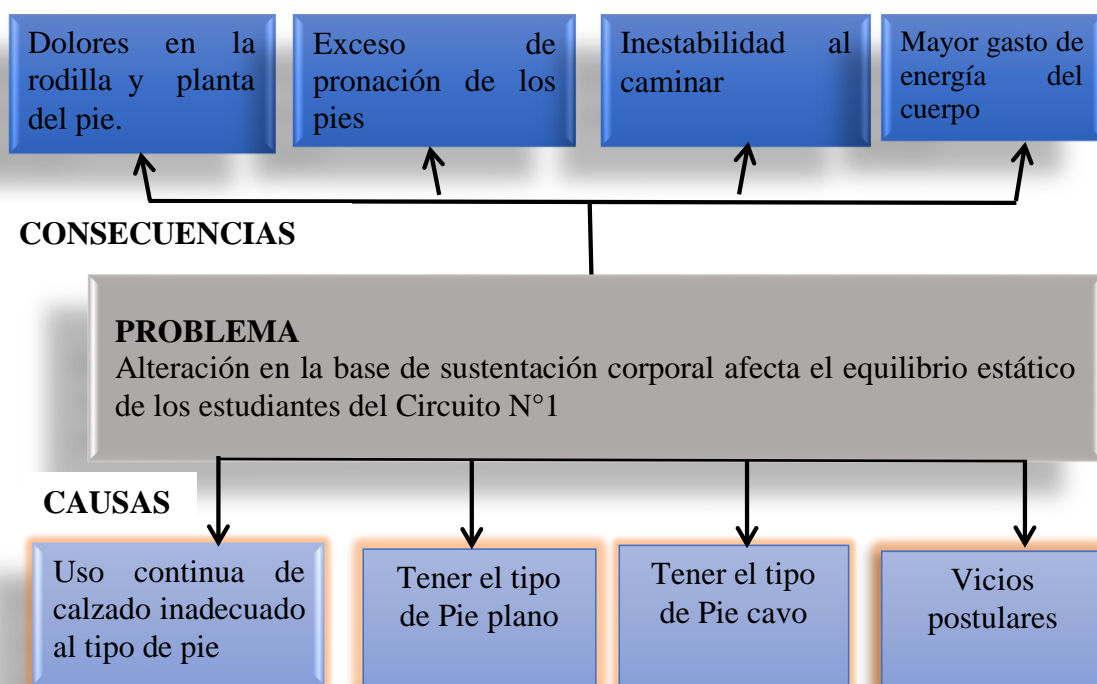 Dolores en la
rodilla y planta
del pie.
Exceso de
pronación de los
pies
Inestabilidad al
caminar
Mayor gasto de
energía del
cuerpo
CONSECUENCIAS
PROBLEMA
Alteración en la base de sustentación corporal afecta el equilibrio estático
de los estudiantes del Circuito N°1
CAUSAS
Uso continua de
calzado inadecuado
al tipo de pie
Tener el tipo
de Pie plano
Tener el tipo
de Pie cavo
Vicios
postulares